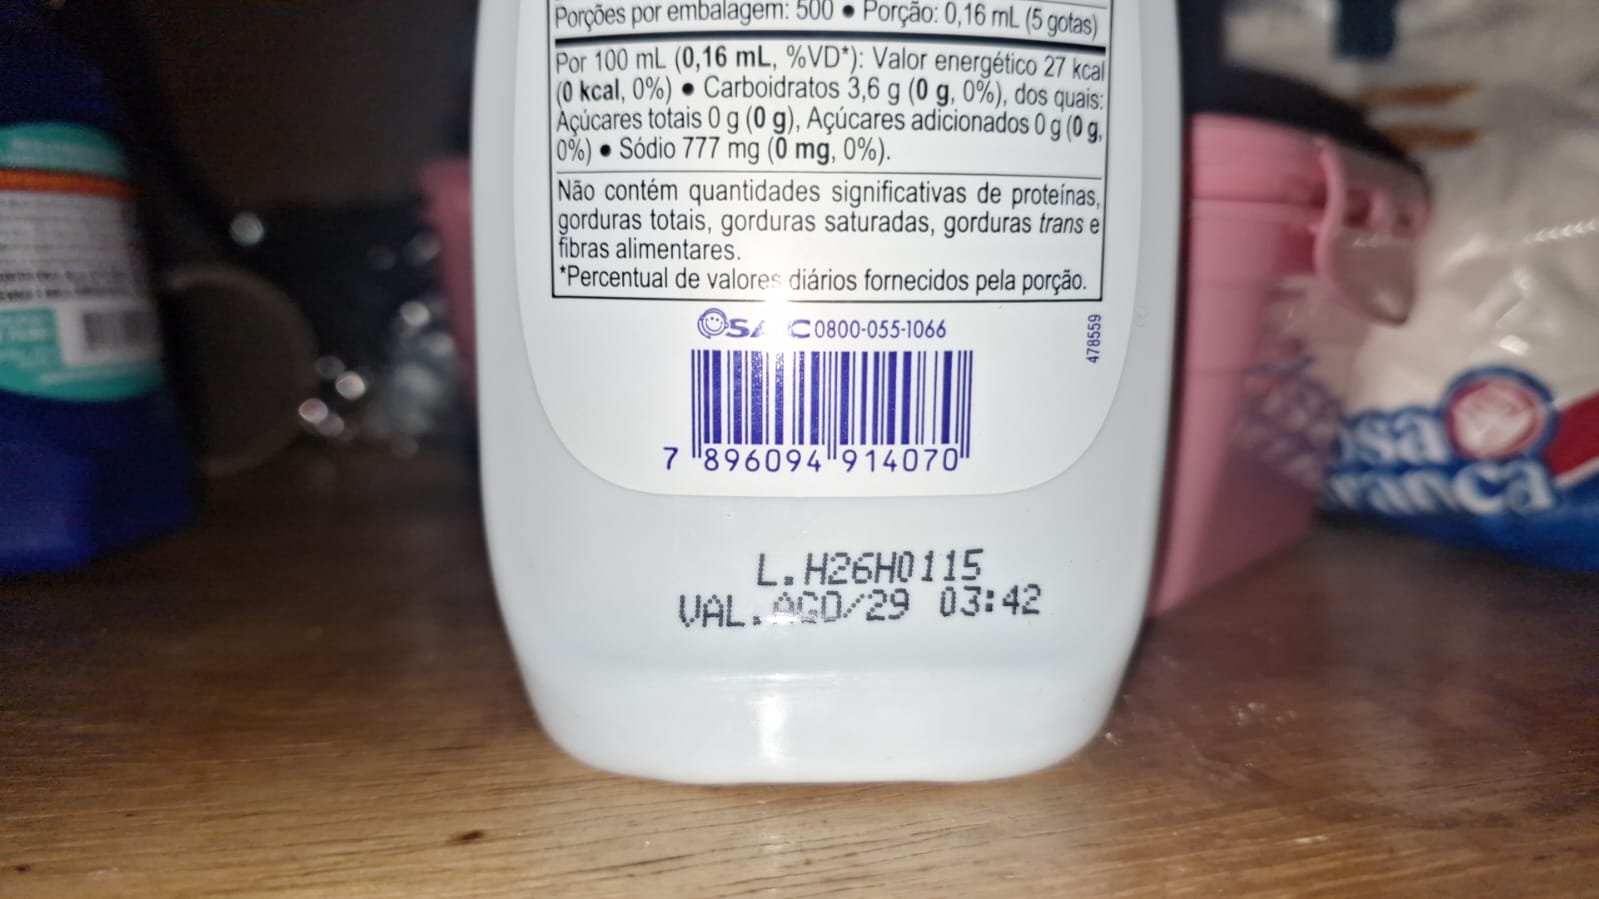 Porções por embalagem: 500 • Porção: 0,16 mL (5 gotas)
Por 100 mL (0,16 mL, %VD*): Valor energético 27 kcal
(0 kcal, 0%) • Carboidratos 3,6 g (0 g, 0%), dos quais:
Açúcares totais 0 g (0 g), Açúcares adicionados 0 g (0 g,
0%) • Sódio 777 mg (0 mg, 0%).
Não contém quantidades significativas de proteínas,
gorduras totais, gorduras saturadas, gorduras trans e
fibras alimentares.
*Percentual de valores diários fornecidos pela porção.
0800-055-1066
478559
7 896094 914070
L.H26H0115
VAL.AGO/29 03:42